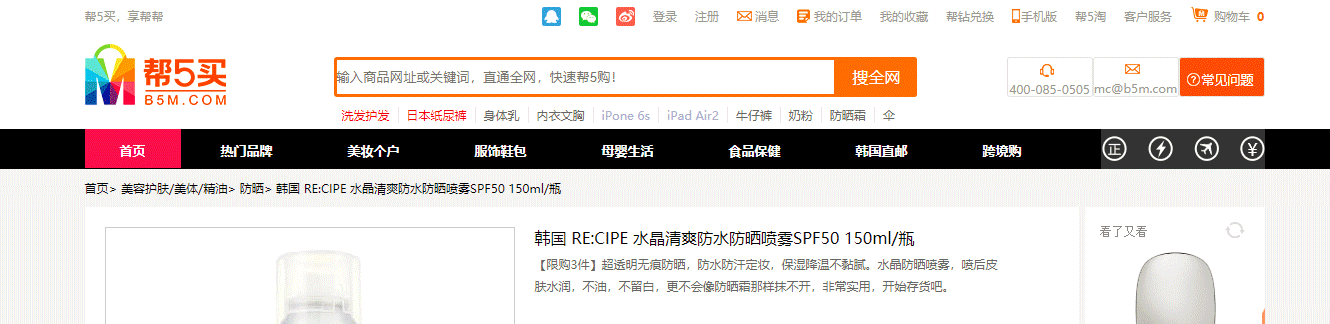 帮5买，享帮帮 登录 注册 消息 我的订单 我的收藏 帮钻兑换 手机版 帮5淘 客户服务 购物车 0
帮5买
B5M.COM
输入商品网址或关键词，直通全网，快速帮5购！ 搜全网
400-085-0505 mc@b5m.com 常见问题
洗发护发 日本纸尿裤 身体乳 内衣文胸 iPone 6s iPad Air2 牛仔裤 奶粉 防晒霜 伞
首页 热门品牌 美妆个户 服饰鞋包 母婴生活 食品保健 韩国直邮 跨境购 正
首页> 美容护肤/美体/精油> 防晒> 韩国 RE:CIPE 水晶清爽防水防晒喷雾SPF50 150ml/瓶
韩国 RE:CIPE 水晶清爽防水防晒喷雾SPF50 150ml/瓶
【限购3件】超透明无痕防晒，防水防汗定妆，保湿降温不黏腻。水晶防晒喷雾，喷后皮
肤水润，不油，不留白，更不会像防晒霜那样抹不开，非常实用，开始存货吧。
看了又看